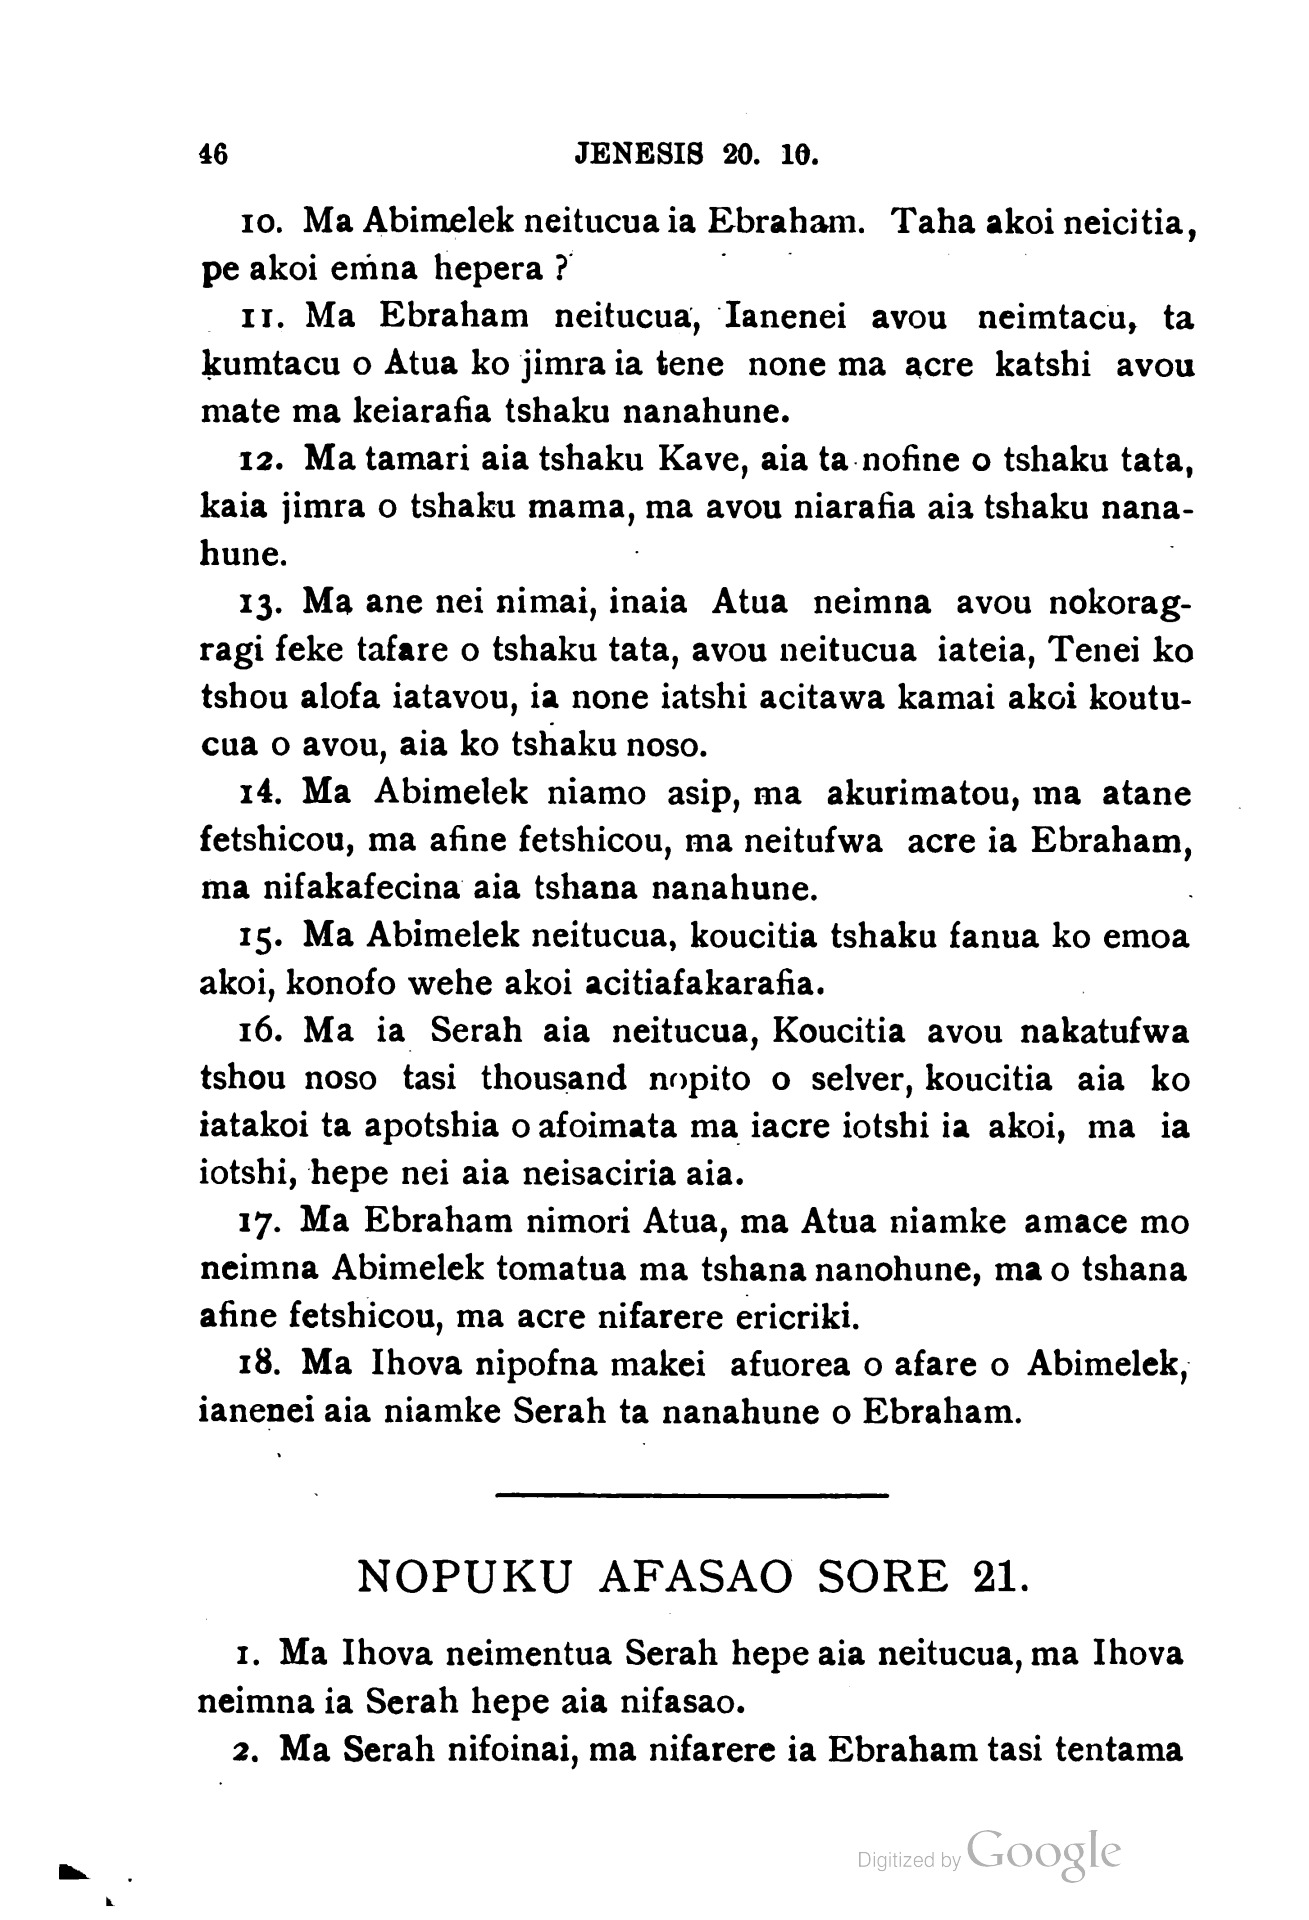 46 JENESIS 20. 10.
10. Ma Abimelek neitucua ia Ebraham. Taha akoi neicitia,
pe akoi emna hepera ?
11. Ma Ebraham neitucua, Ianenei avou neimtacu, ta
kumtacu o Atua ko jimra ia tene none ma acre katshi avou
mate ma keiarafia tshaku nanahune.
12. Ma tamari aia tshaku Kave, aia ta nofine o tshaku tata,
kaia jimra o tshaku mama, ma avou niarafia aia tshaku nana-
hune.
13. Ma ane nei nimai, inaia Atua neimna avou nokorag-
ragi feke tafare o tshaku tata, avou neitucua iateia, Tenei ko
tshou alofa iatavou, ia none iatshi acitawa kamai akoi koutu-
cua o avou, aia ko tshaku noso.
14. Ma Abimelek niamo asip, ma akurimatou, ma atane
fetshicou, ma afine fetshicou, ma neitufwa acre ia Ebraham,
ma nifakafecina aia tshana nanahune.
15. Ma Abimelek neitucua, koucitia tshaku fanua ko emoa
akoi, konofo wehe akoi acitiafakarafia.
16. Ma ia Serah aia neitucua, Koucitia avou nakatufwa
tshou noso tasi thousand nopito o selver, koucitia aia ko
iatakoi ta apotshia o afoimata ma iacre iotshi ia akoi, ma ia
iotshi, hepe nei aia neisaciria aia.
17. Ma Ebraham nimori Atua, ma Atua niamke amace mo
neimna Abimelek tomatua ma tshana nanohune, ma o tshana
afine fetshicou, ma acre nifarere ericriki.
18. Ma Ihova nipofna makei afuorea o afare o Abimelek,
ianenei aia niamke Serah ta nanahune o Ebraham.
NOPUKU AFASAO SORE 21.
1. Ma Ihova neimentua Serah hepe aia neitucua, ma Ihova
neimna ia Serah hepe aia nifasao.
2. Ma Serah nifoinai, ma nifarere ia Ebraham tasi tentama
Digitized by Google